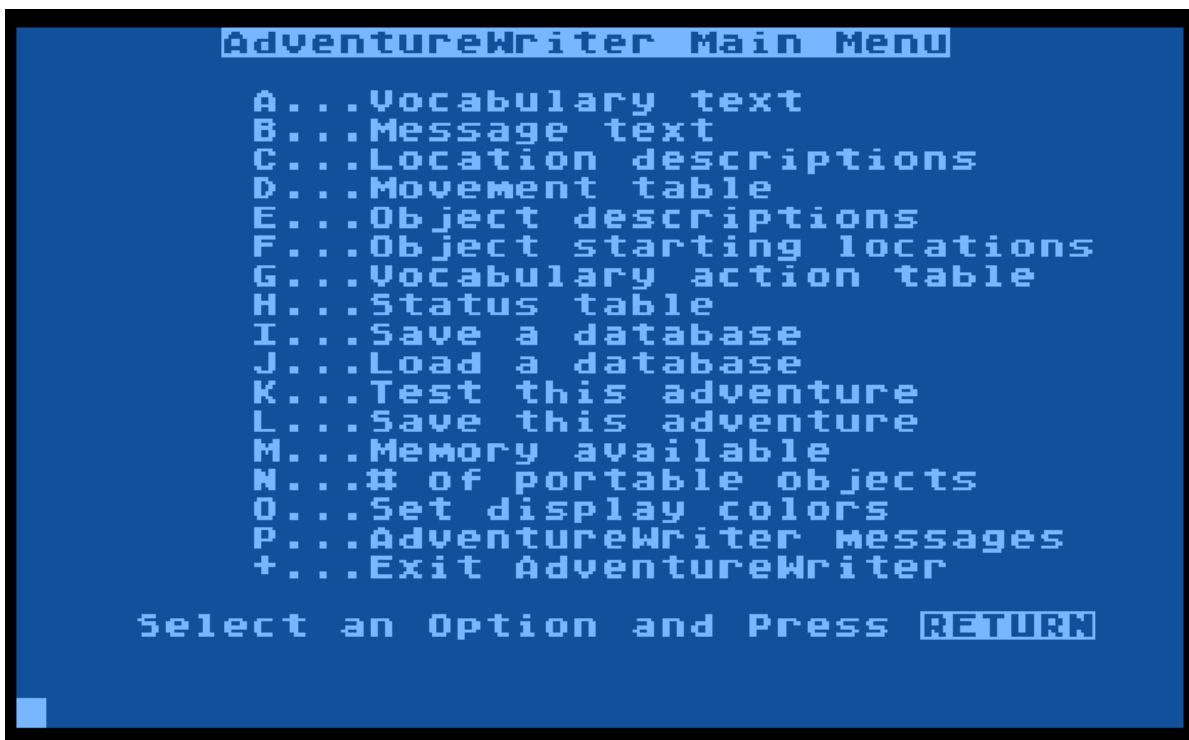 AdventureWriter Main Menu
A...Vocabulary text
B...Message text
C...Location descriptions
D...Movement table
E...Object descriptions
F...Object starting locations
G...Vocabulary action table
H...Status table
I...Save a database
J...Load a database
K...Test this adventure
L...Save this adventure
M...Memory available
N...# of portable objects
O...Set display colors
P...AdventureWriter messages
+...Exit AdventureWriter
Select an Option and Press RETURN